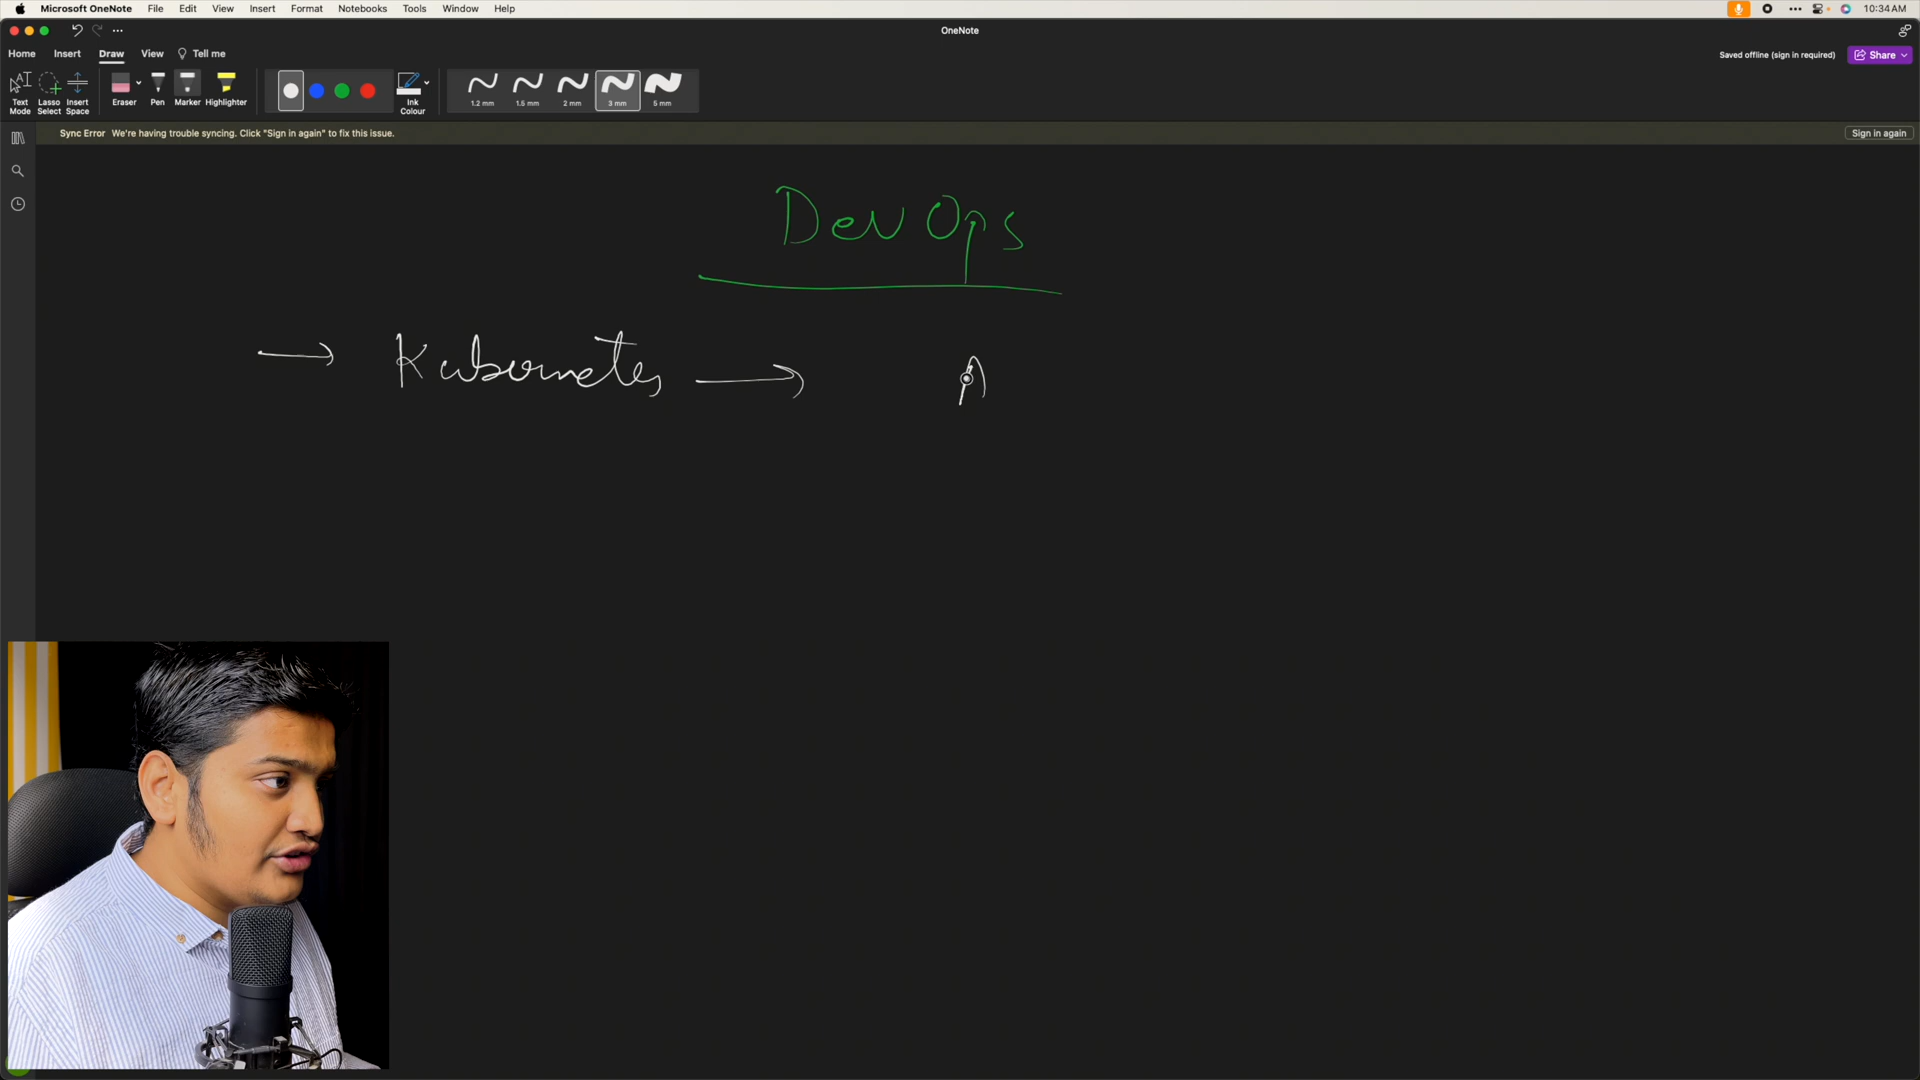 Microsoft OneNote File Edit View Insert Format Notebooks Tools Window Help 10:34 AM
OneNote
Home Insert Draw View Tell me Saved offline (sign in required) Share
Text Mode Lasso Select Insert Space Eraser Pen Marker Highlighter Ink Colour 1.2 mm 1.5 mm 2 mm 3 mm 5 mm
Sync Error We're having trouble syncing. Click "Sign in again" to fix this issue. Sign in again
DevOps
→ Kubernetes →